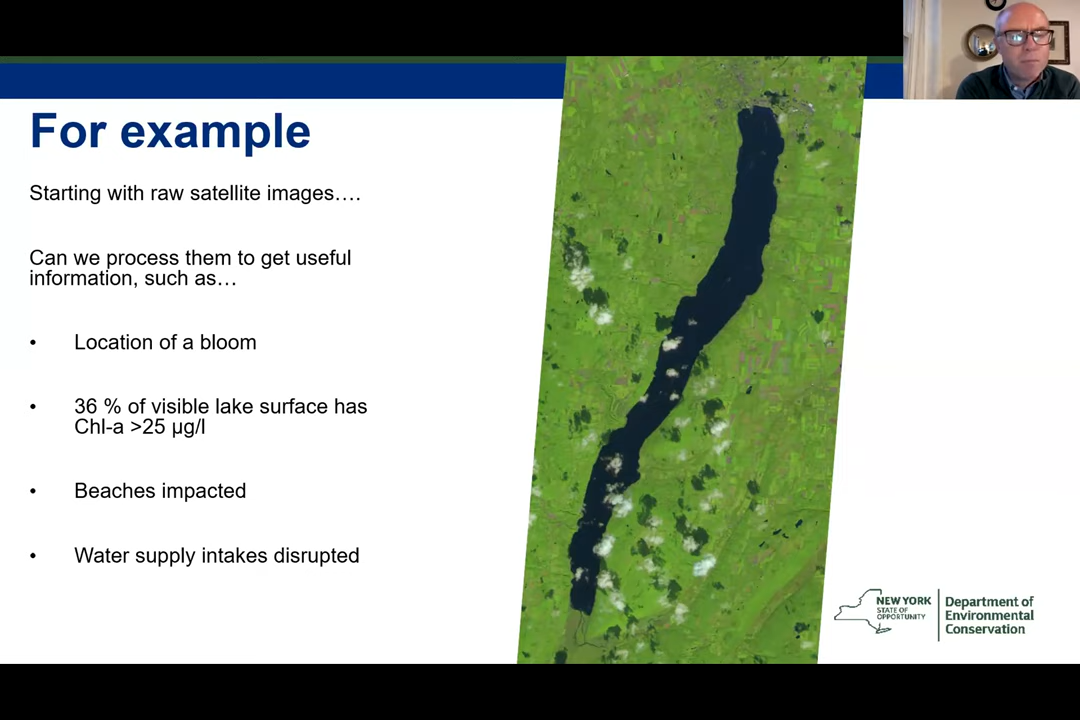 For example
Starting with raw satellite images….
Can we process them to get useful
information, such as…
• Location of a bloom
• 36 % of visible lake surface has
Chl-a >25 µg/l
• Beaches impacted
• Water supply intakes disrupted
NEW YORK
STATE OF
OPPORTUNITY
Department of
Environmental
Conservation